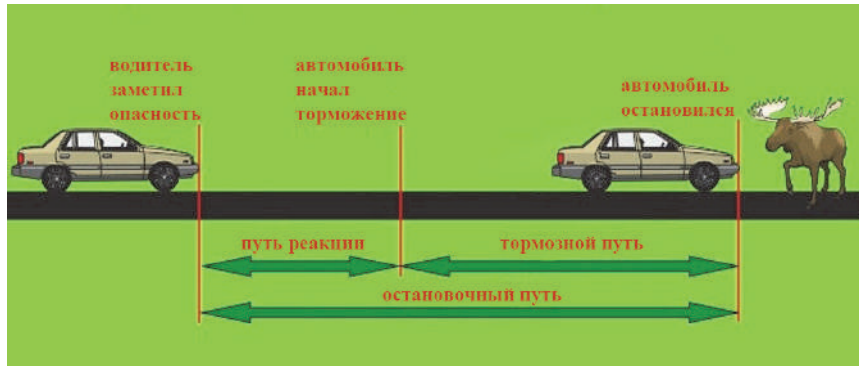 водитель
заметил
опасность
автомобиль
начал
торможение
автомобиль
остановился
путь реакции
тормозной путь
остановочный путь